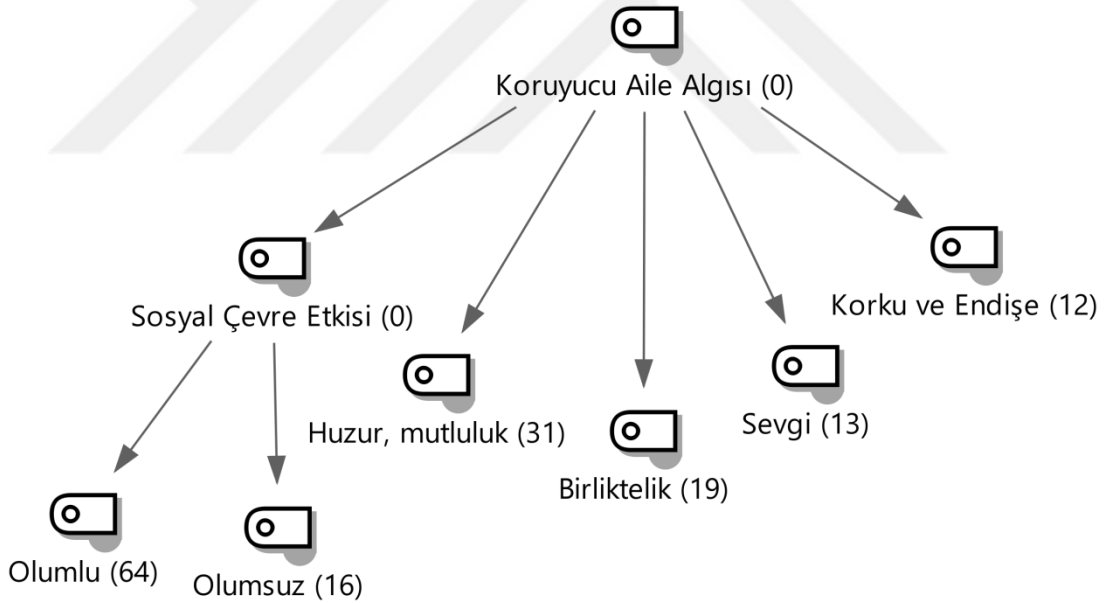 Koruyucu Aile Algısı (0)
Sosyal Çevre Etkisi (0)
Korku ve Endişe (12)
Huzur, mutluluk (31)
Sevgi (13)
Birliktelik (19)
Olumlu (64)
Olumsuz (16)